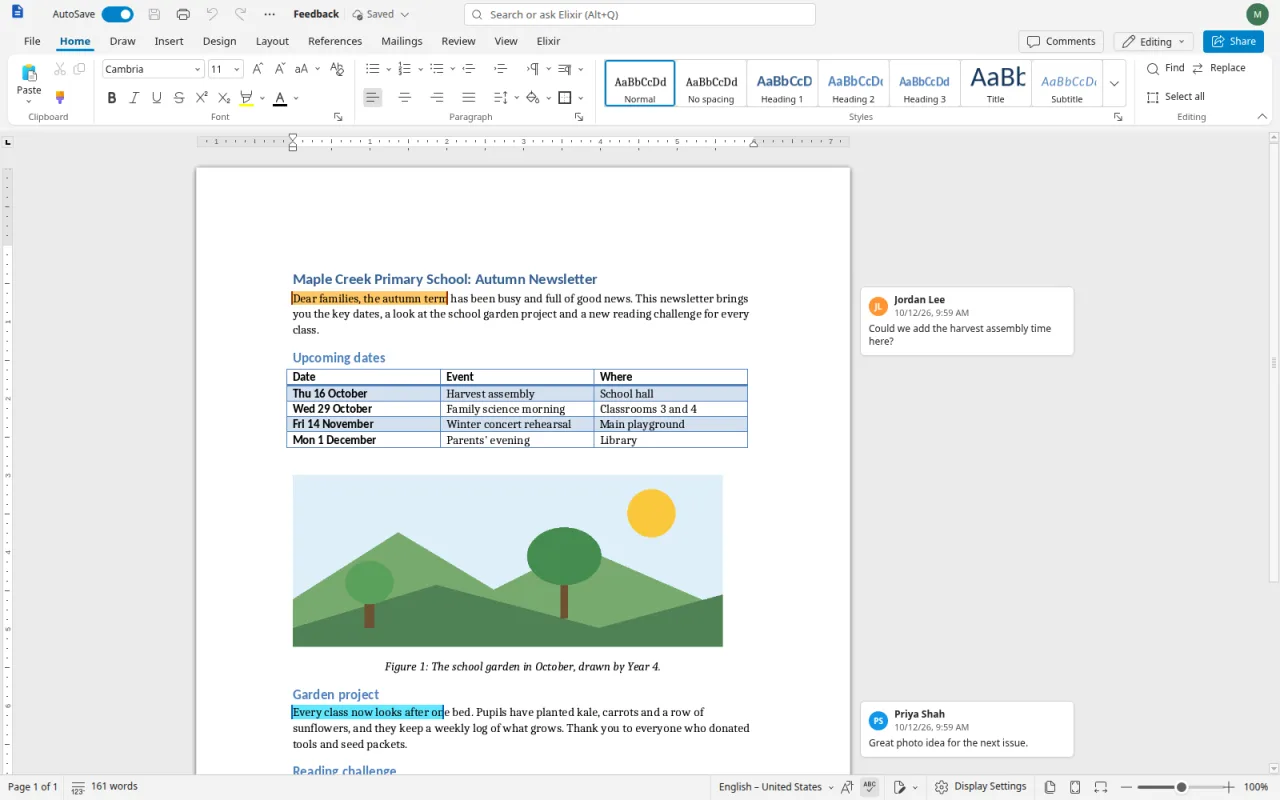 AutoSave
Feedback
Saved
Search or ask Elixir (Alt+Q)
M
File
Home
Draw
Insert
Design
Layout
References
Mailings
Review
View
Elixir
Comments
Editing
Share
Paste
Clipboard
Cambria
11
Font
Paragraph
AaBbCcDd
Normal
AaBbCcDd
No spacing
AaBbCcD
Heading 1
AaBbCcD
Heading 2
AaBbCcDd
Heading 3
AaBb
Title
AaBbCcD
Subtitle
Styles
Find
Replace
Select all
Editing
1 1 2 3 4 5 7
Maple Creek Primary School: Autumn Newsletter
Dear families, the autumn term has been busy and full of good news. This newsletter brings
you the key dates, a look at the school garden project and a new reading challenge for every
class.
Upcoming dates
Date Event Where
Thu 16 October Harvest assembly School hall
Wed 29 October Family science morning Classrooms 3 and 4
Fri 14 November Winter concert rehearsal Main playground
Mon 1 December Parents' evening Library
Figure 1: The school garden in October, drawn by Year 4.
Garden project
Every class now looks after one bed. Pupils have planted kale, carrots and a row of
sunflowers, and they keep a weekly log of what grows. Thank you to everyone who donated
tools and seed packets.
Reading challenge
JL
Jordan Lee
10/12/26, 9:59 AM
Could we add the harvest assembly time
here?
PS
Priya Shah
10/12/26, 9:59 AM
Great photo idea for the next issue.
Page 1 of 1
161 words
English – United States
Display Settings
100%